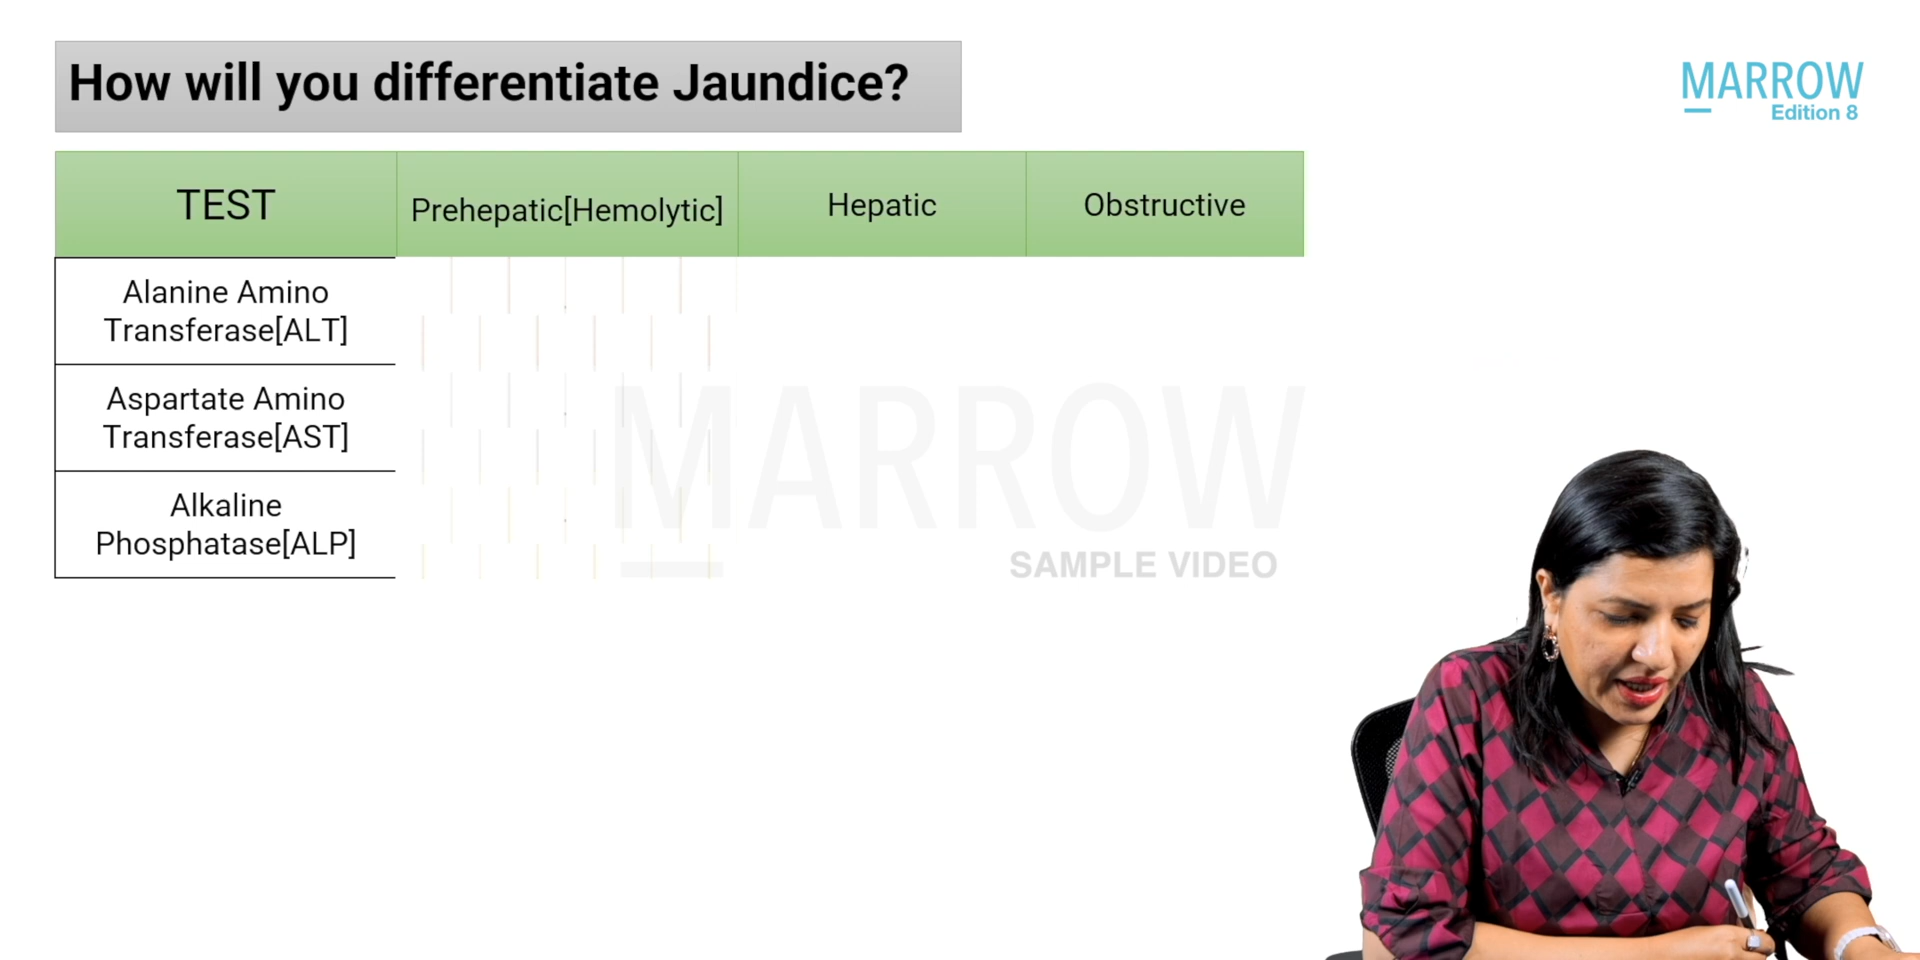 How will you differentiate Jaundice?
MARROW
Edition 8
TEST
Prehepatic[Hemolytic]
Hepatic
Obstructive
Alanine Amino
Transferase[ALT]
Aspartate Amino
Transferase[AST]
Alkaline
Phosphatase[ALP]
MARROW
SAMPLE VIDEO